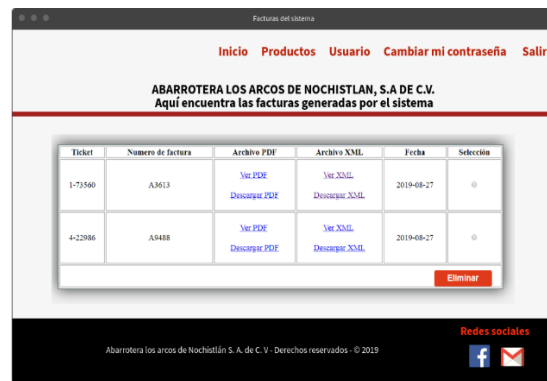 Facturas del sistema
Inicio Productos Usuario Cambiar mi contraseña Salir
ABARROTERA LOS ARCOS DE NOCHISTLAN, S.A DE C.V.
Aquí encuentra las facturas generadas por el sistema
Ticket Numero de factura Archivo PDF Archivo XML Fecha Selección
Ver PDF Ver XML
1-73560 A3613 2019-08-27
Descargar PDF Descargar XML
Ver PDF Ver XML
4-22986 A9488 2019-08-27
Descargar PDF Descargar XML
Eliminar
Redes sociales
Abarrotera los arcos de Nochistlán S. A. de C. V - Derechos reservados - © 2019